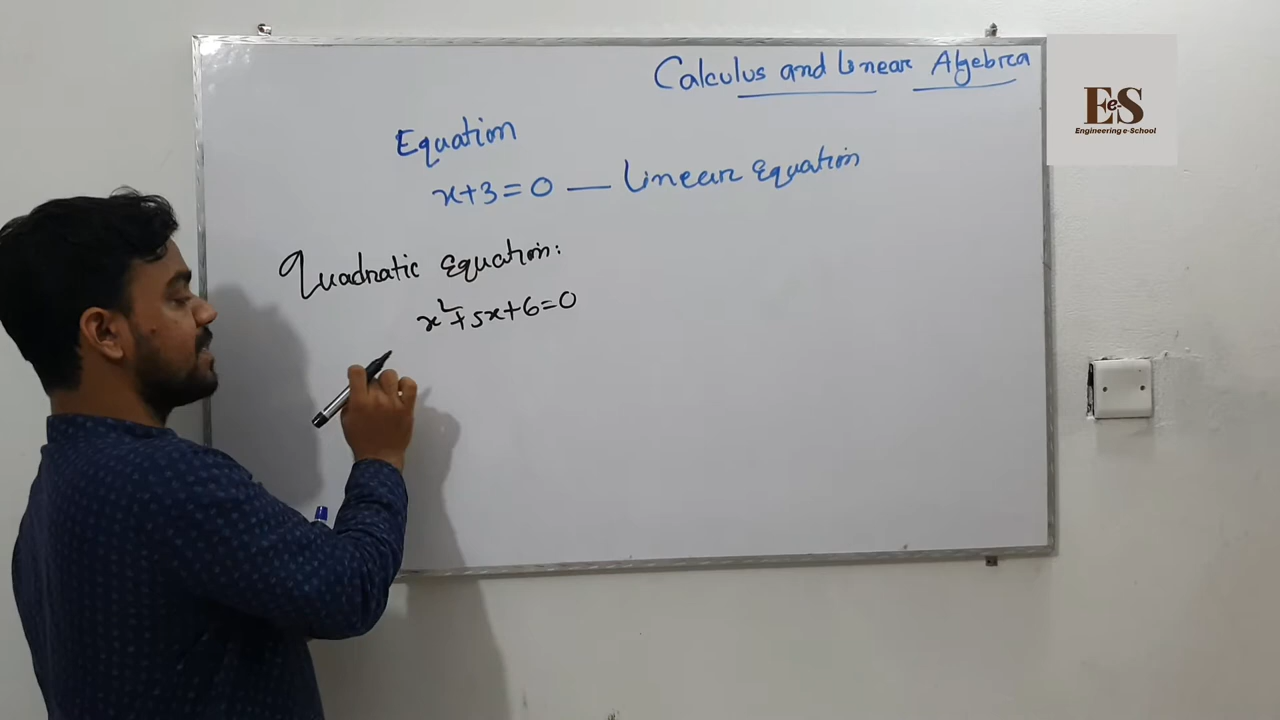 Calculus and Linear Algebra
EeS
Engineering e-School
Equation
x+3=0 — Linear Equation
Quadratic Equation:
x²+5x+6=0